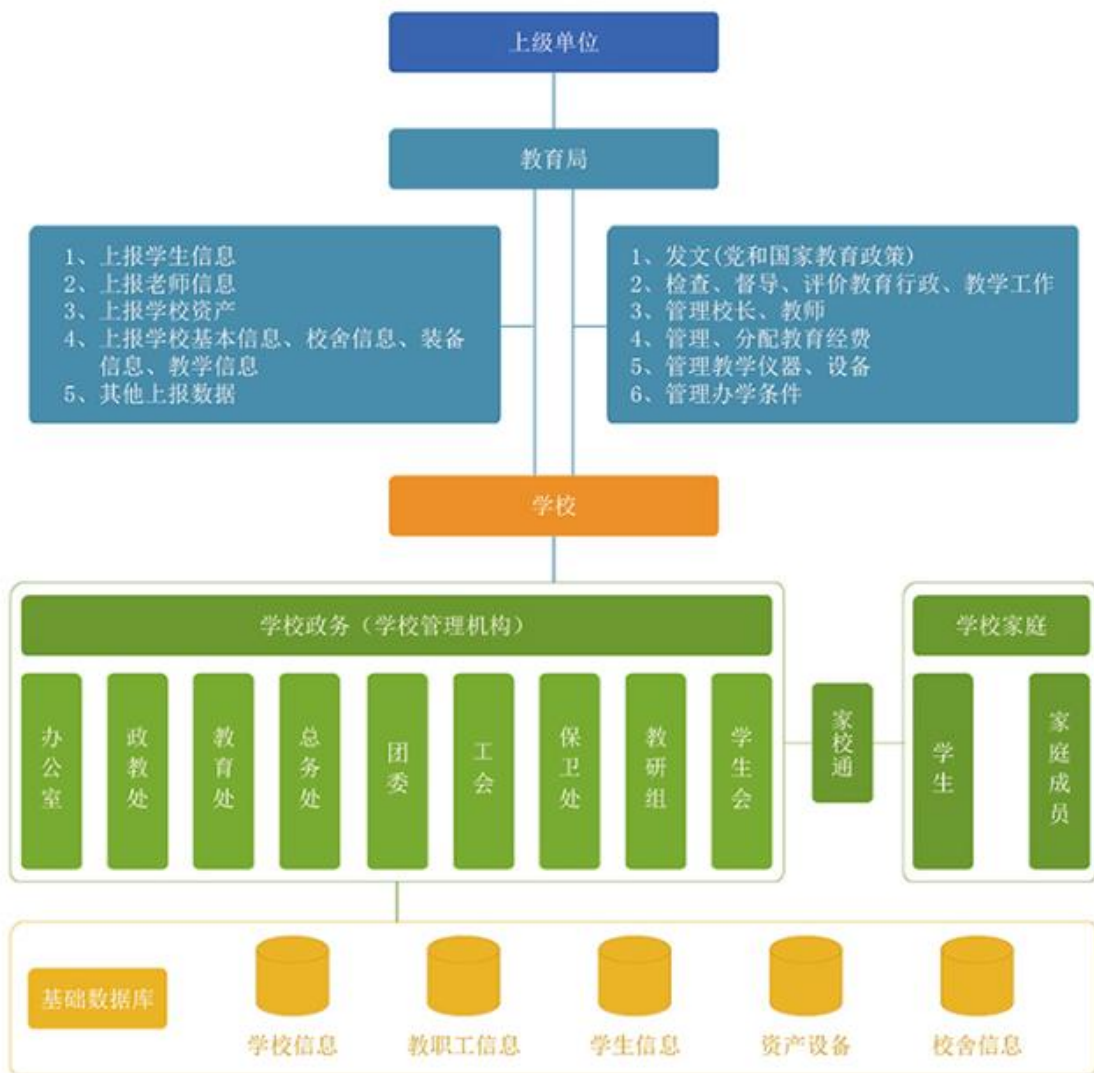 上级单位
教育局
1、上报学生信息
2、上报老师信息
3、上报学校资产
4、上报学校基本信息、校舍信息、装备
信息、教学信息
5、其他上报数据
1、发文(党和国家教育政策)
2、检查、督导、评价教育行政、教学工作
3、管理校长、教师
4、管理、分配教育经费
5、管理教学仪器、设备
6、管理办学条件
学校
学校政务（学校管理机构）
办公室
政教处
教育处
总务处
团委
工会
保卫处
教研组
学生会
家校通
学校家庭
学生
家庭成员
基础数据库
学校信息
教职工信息
学生信息
资产设备
校舍信息